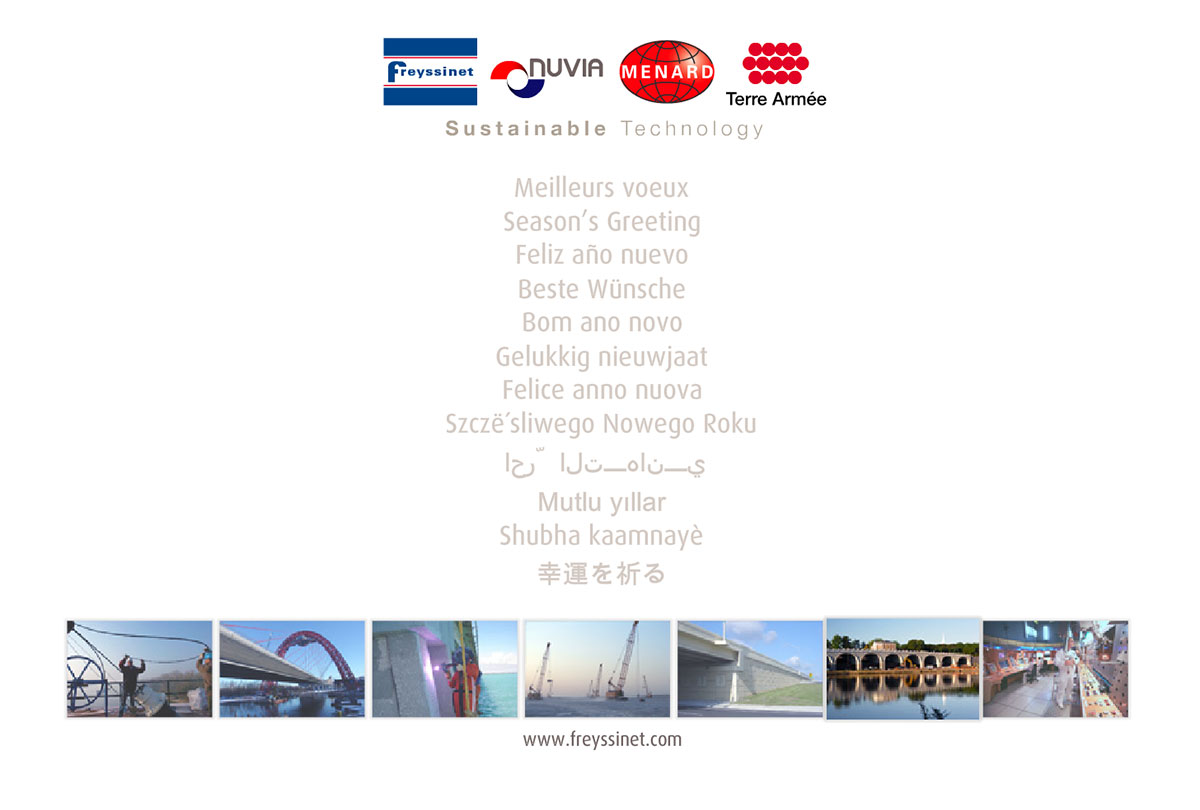 freyssinet
NUVIA
MENARD
Terre Armée
Sustainable Technology
Meilleurs voeux
Season's Greeting
Feliz año nuevo
Beste Wünsche
Bom ano novo
Gelukkig nieuwjaat
Felice anno nuova
Szczë´sliwego Nowego Roku
احرّ التـهانـي
Mutlu yıllar
Shubha kaamnayè
幸運を祈る
www.freyssinet.com